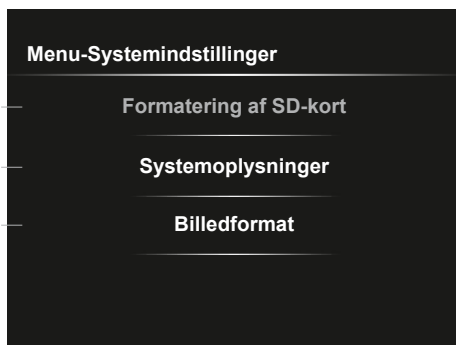 Menu-Systemindstillinger
Formatering af SD-kort
Systemoplysninger
Billedformat